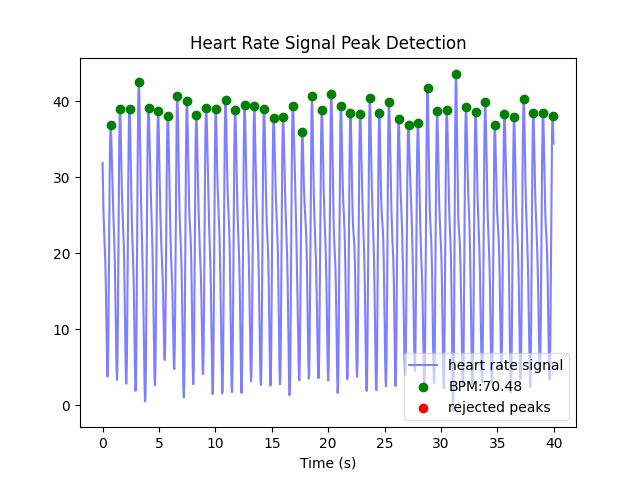 Heart Rate Signal Peak Detection
40
30
20
10
0
heart rate signal
BPM:70.48
rejected peaks
0 5 10 15 20 25 30 35 40
Time (s)